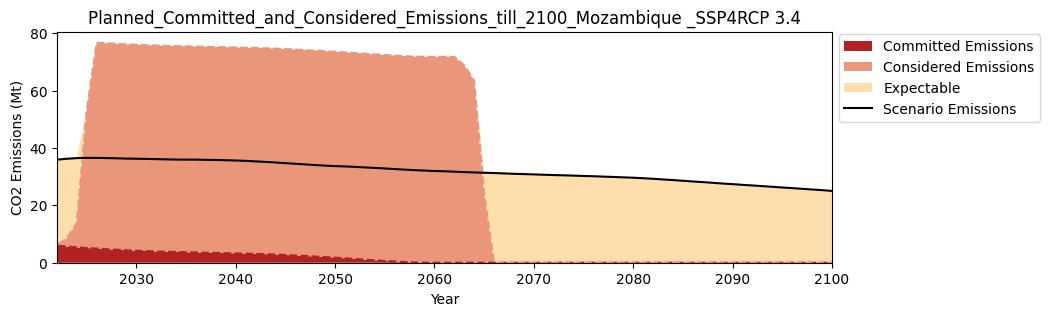 Planned_Committed_and_Considered_Emissions_till_2100_Mozambique _SSP4RCP 3.4
80
60
40
20
0
CO2 Emissions (Mt)
2030 2040 2050 2060 2070 2080 2090 2100
Year
Committed Emissions
Considered Emissions
Expectable
Scenario Emissions